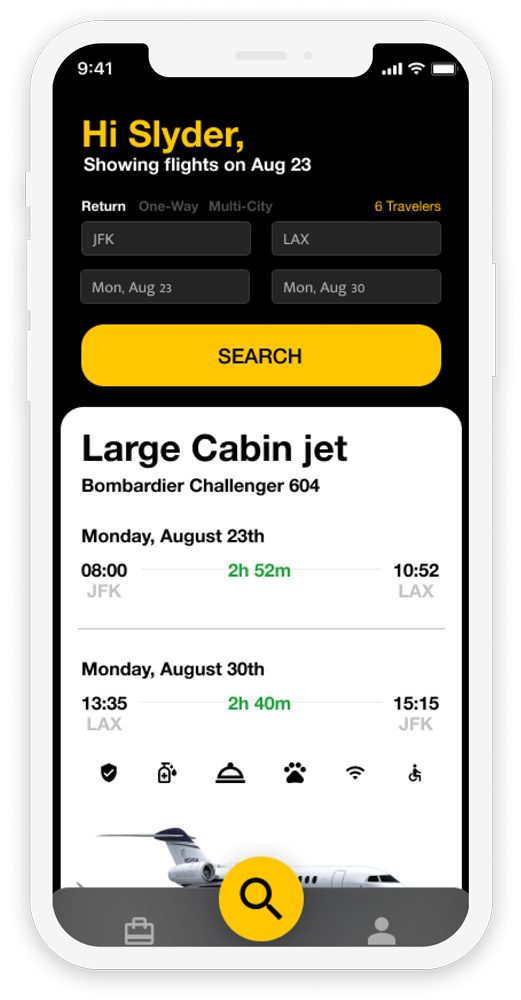 9:41
Hi Slyder,
Showing flights on Aug 23
Return One-Way Multi-City 6 Travelers
JFK LAX
Mon, Aug 23 Mon, Aug 30
SEARCH
Large Cabin jet
Bombardier Challenger 604
Monday, August 23th
08:00 2h 52m 10:52
JFK LAX
Monday, August 30th
13:35 2h 40m 15:15
LAX JFK